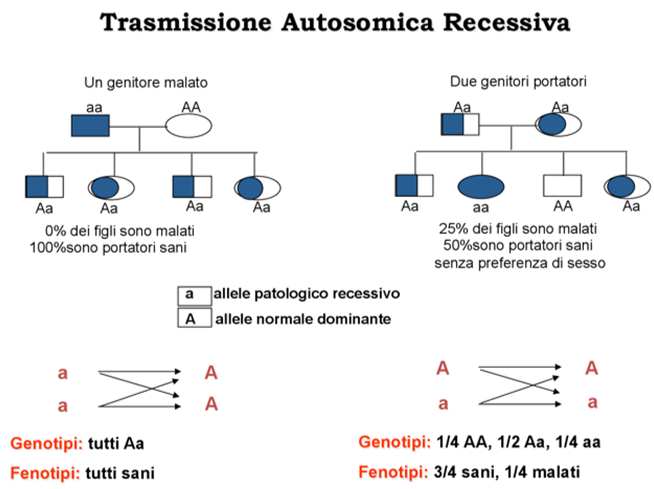 Trasmissione Autosomica Recessiva
Un genitore malato
aa
AA
Aa
Aa
Aa
Aa
0% dei figli sono malati
100%sono portatori sani
Due genitori portatori
Aa
Aa
Aa
aa
AA
Aa
25% dei figli sono malati
50%sono portatori sani
senza preferenza di sesso
a allele patologico recessivo
A allele normale dominante
a A
a A
Genotipi: tutti Aa
Fenotipi: tutti sani
A A
a a
Genotipi: 1/4 AA, 1/2 Aa, 1/4 aa
Fenotipi: 3/4 sani, 1/4 malati